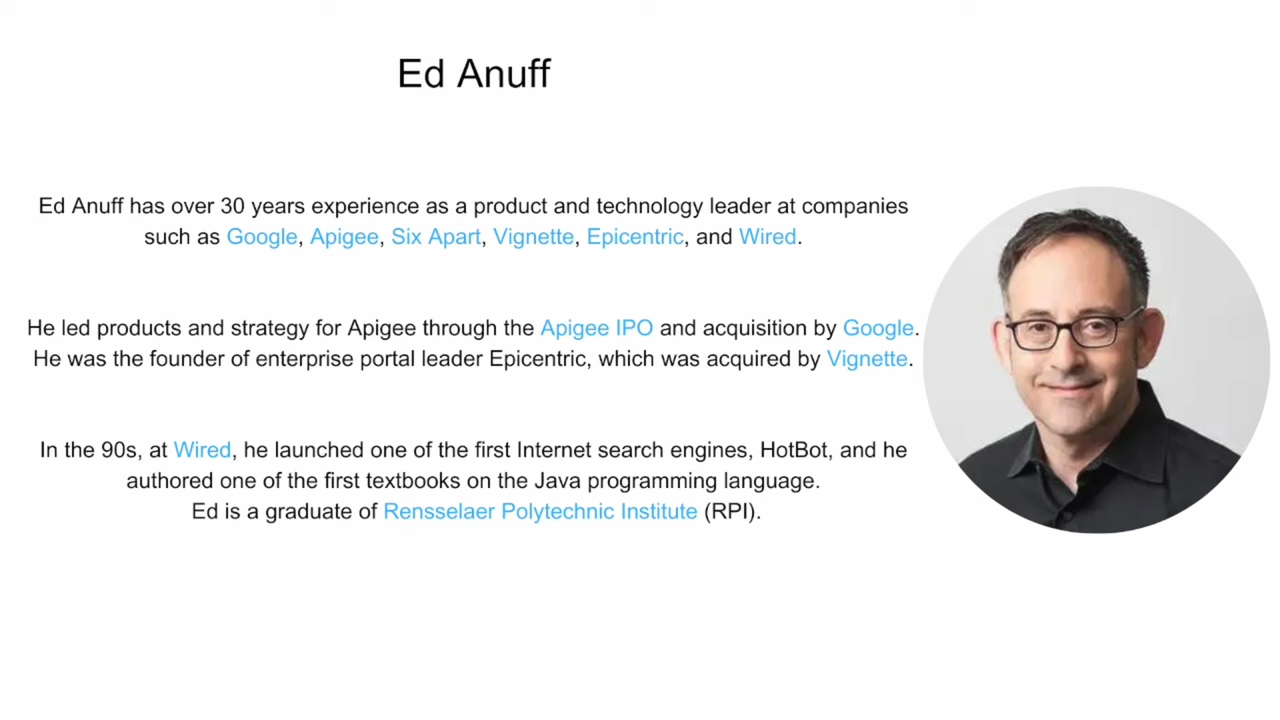 Ed Anuff
Ed Anuff has over 30 years experience as a product and technology leader at companies
such as Google, Apigee, Six Apart, Vignette, Epicentric, and Wired.
He led products and strategy for Apigee through the Apigee IPO and acquisition by Google.
He was the founder of enterprise portal leader Epicentric, which was acquired by Vignette.
In the 90s, at Wired, he launched one of the first Internet search engines, HotBot, and he
authored one of the first textbooks on the Java programming language.
Ed is a graduate of Rensselaer Polytechnic Institute (RPI).